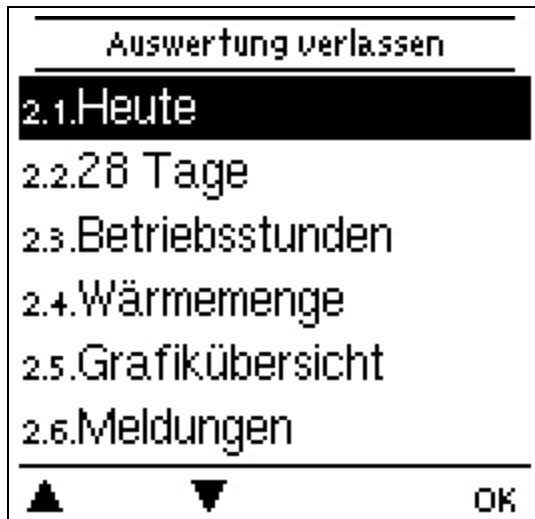 Auswertung verlassen
2.1.Heute
2.2.28 Tage
2.3.Betriebsstunden
2.4.Wärmemenge
2.5.Grafikübersicht
2.6.Meldungen
▲ ▼ OK